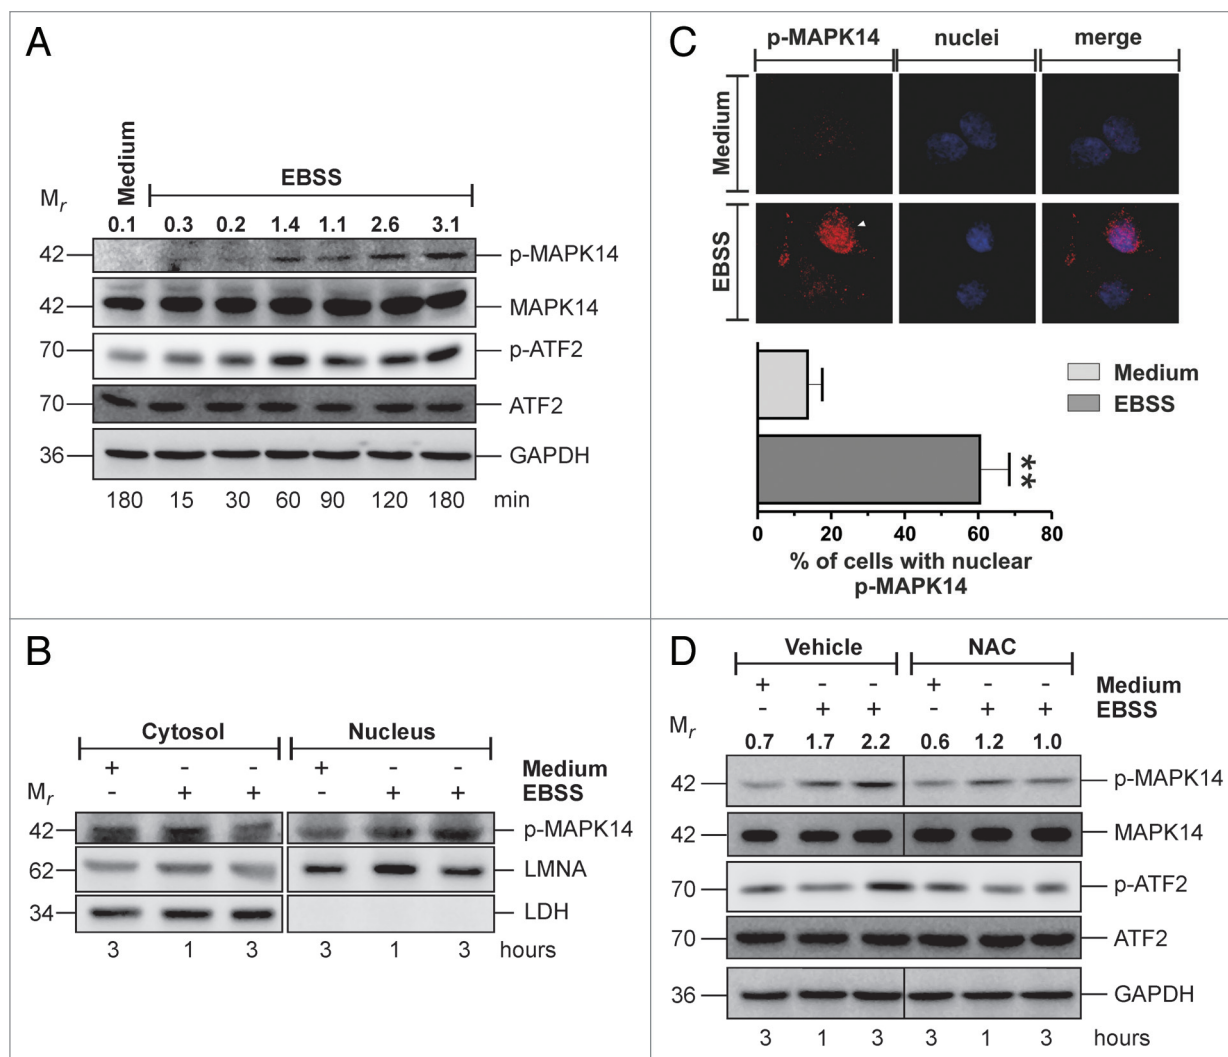 A
Medium
EBSS
Mr
0.1 0.3 0.2 1.4 1.1 2.6 3.1
42 p-MAPK14
42 MAPK14
70 p-ATF2
70 ATF2
36 GAPDH
180 15 30 60 90 120 180 min
C
p-MAPK14 nuclei merge
Medium
EBSS
Medium
EBSS
**
0 20 40 60 80
% of cells with nuclear
p-MAPK14
B
Cytosol Nucleus
+ - - + - - Medium
Mr - + + - + + EBSS
42 p-MAPK14
62 LMNA
34 LDH
3 1 3 3 1 3 hours
D
Vehicle NAC
+ - - + - - Medium
- + + - + + EBSS
Mr
0.7 1.7 2.2 0.6 1.2 1.0
42 p-MAPK14
42 MAPK14
70 p-ATF2
70 ATF2
36 GAPDH
3 1 3 3 1 3 hours